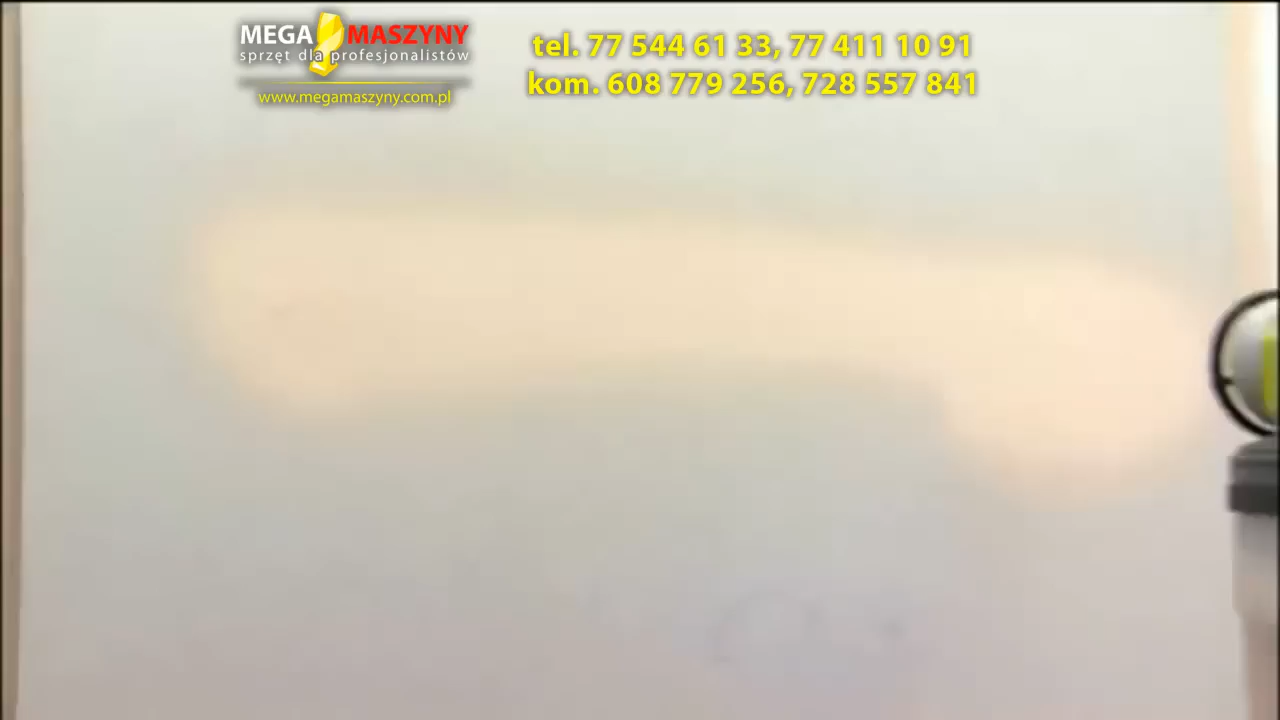 MEGA MASZYNY
sprzęt dla profesjonalistów
www.megamaszyny.com.pl
tel. 77 544 61 33, 77 411 10 91
kom. 608 779 256, 728 557 841